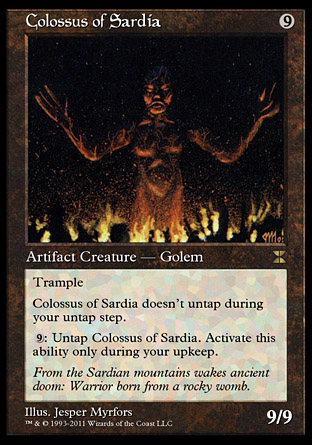 Colossus of Sardia 9
Artifact Creature — Golem
Trample
Colossus of Sardia doesn't untap during
your untap step.
9: Untap Colossus of Sardia. Activate this
ability only during your upkeep.
From the Sardian mountains wakes ancient
doom: Warrior born from a rocky womb.
Illus. Jesper Myrfors
™ & © 1993-2011 Wizards of the Coast LLC
9/9